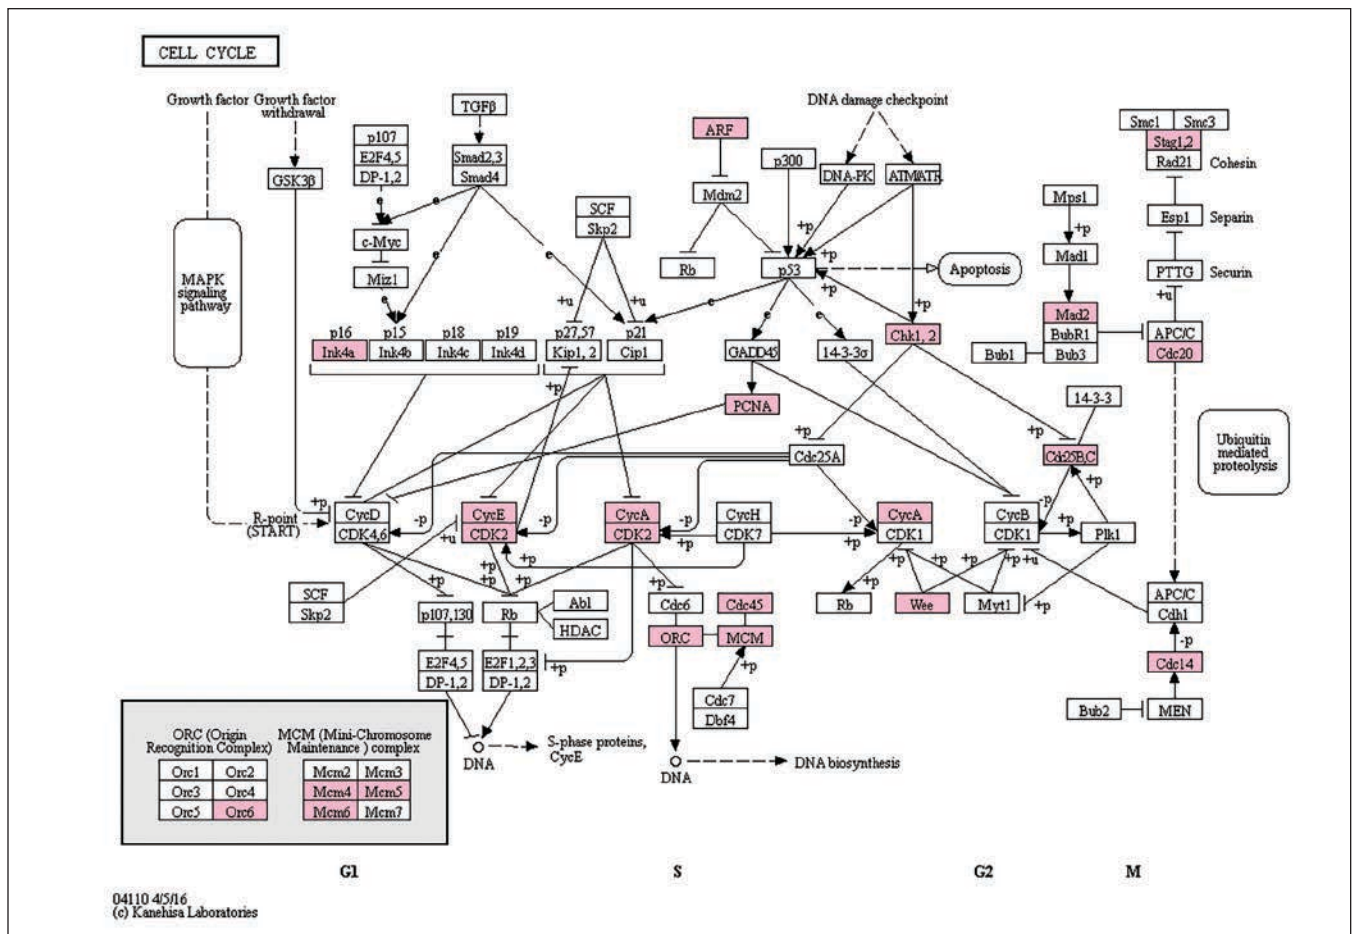 CELL CYCLE
Growth factor
Growth factor
withdrawal
TGFβ
DNA damage checkpoint
p107
E2F4,5
DP-1,2
Smad2,3
Smad4
ARF
p300
DNA-PK
ATM/ATR
Smc1
Smc3
Stag1,2
Rad21
Cohesin
GSK3β
Mdm2
SCF
Skp2
Mps1
+p
Esp1
Separin
e
e
c-Myc
Miz1
e
e
e
MAPK
signaling
pathway
Rb
p53
+p
+p
+p
Apoptosis
Mad1
PTTG
Securin
+u
+u
+u
e
e
e
+p
p16
Ink4a
p15
Ink4b
p18
Ink4c
p19
Ink4d
p27,57
Kip1, 2
p21
Cip1
GADD45
14-3-3σ
Chk1, 2
Mad2
BubR1
Bub3
Bub1
APC/C
Cdc20
+p
PCNA
14-3-3
+p
+p
Cdc25A
Cdc25B,C
Ubiquitin
mediated
proteolysis
R-point
(START)
+p
CycD
CDK4,6
-p
CycE
CDK2
-p
CycA
CDK2
-p
+p
CycH
CDK7
-p
+p
CycA
CDK1
CycB
CDK1
-p
+p
+p
Plk1
+u
+p
+p
+p
+p
+p
+p
+p
+p
+u
SCF
Skp2
p107,130
Rb
Abl
HDAC
Cdc6
Cdc45
ORC
MCM
+p
Rb
Wee
Myt1
+p
APC/C
Cdh1
-p
Cdc14
E2F4,5
DP-1,2
E2F1,2,3
DP-1,2
+p
Cdc7
Dbf4
Bub2
MEN
DNA
S-phase proteins,
CycE
DNA
DNA biosynthesis
ORC (Origin
Recognition Complex)
MCM (Mini-Chromosome
Maintenance ) complex
Orc1 Orc2
Orc3 Orc4
Orc5 Orc6
Mcm2 Mcm3
Mcm4 Mcm5
Mcm6 Mcm7
G1
S
G2
M
04110 4/5/16
(c) Kanehisa Laboratories